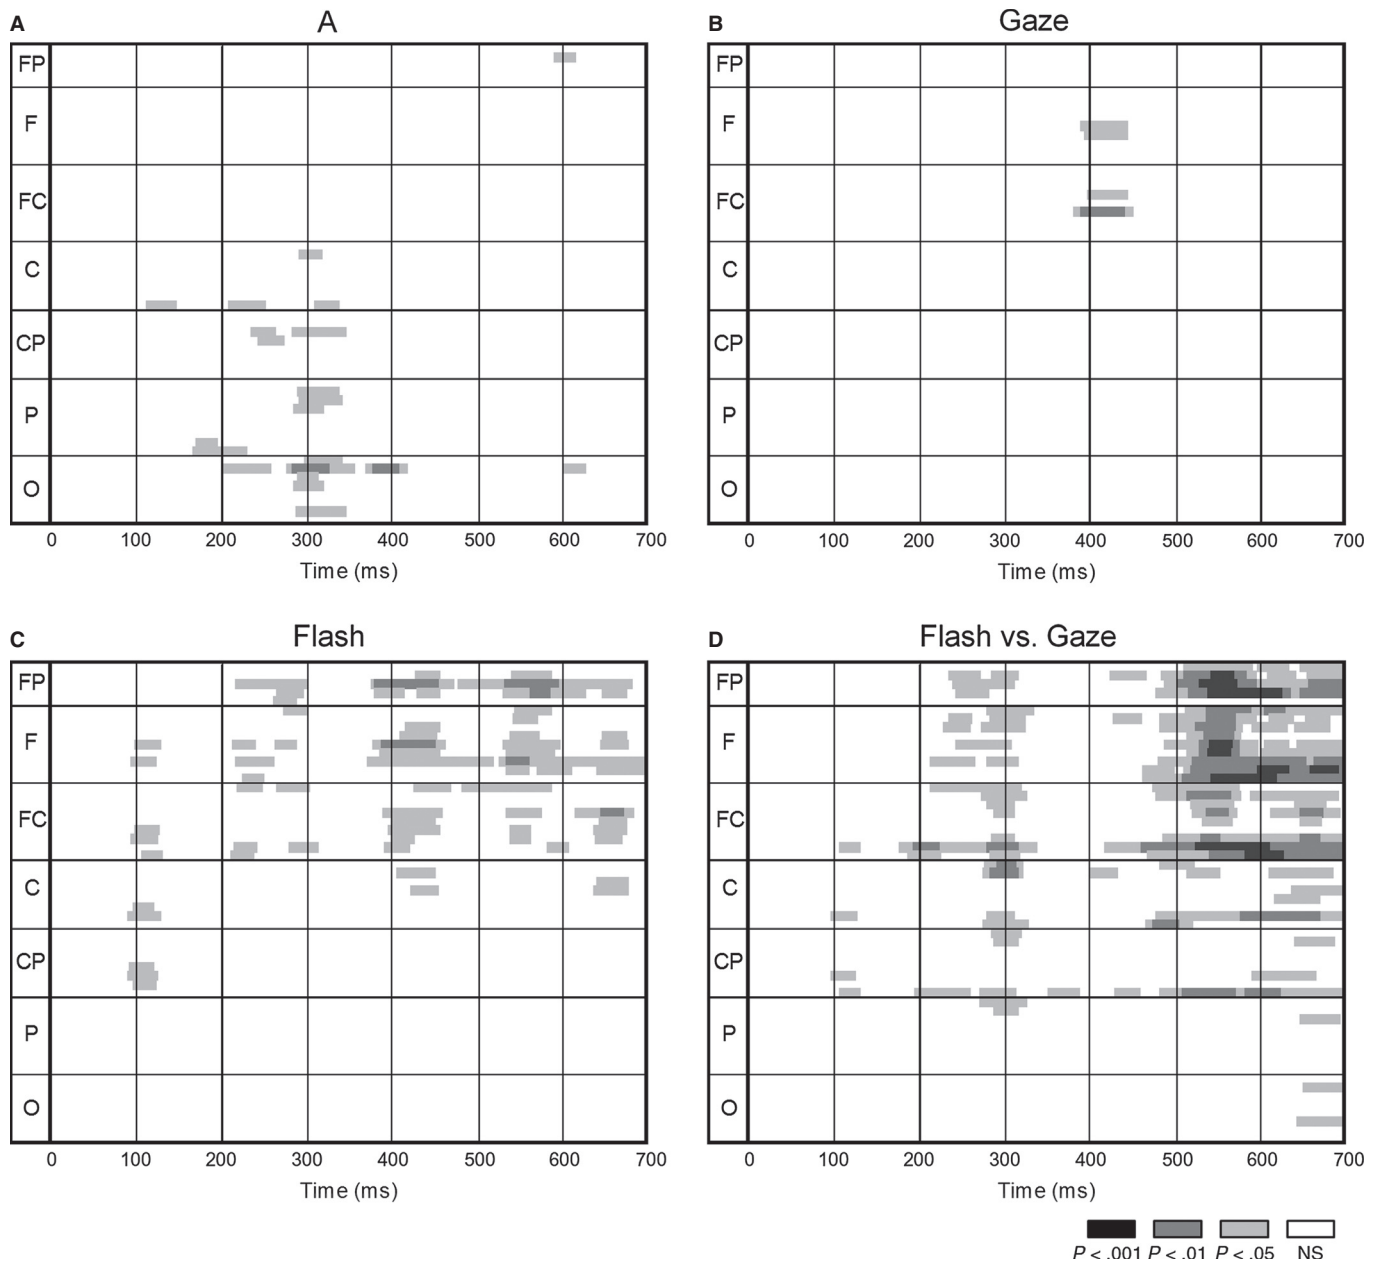 A A
FP
F
FC
C
CP
P
O
0 100 200 300 400 500 600 700
Time (ms)
B Gaze
FP
F
FC
C
CP
P
O
0 100 200 300 400 500 600 700
Time (ms)
C Flash
FP
F
FC
C
CP
P
O
0 100 200 300 400 500 600 700
Time (ms)
D Flash vs. Gaze
FP
F
FC
C
CP
P
O
0 100 200 300 400 500 600 700
Time (ms)
P < .001 P < .01 P < .05 NS